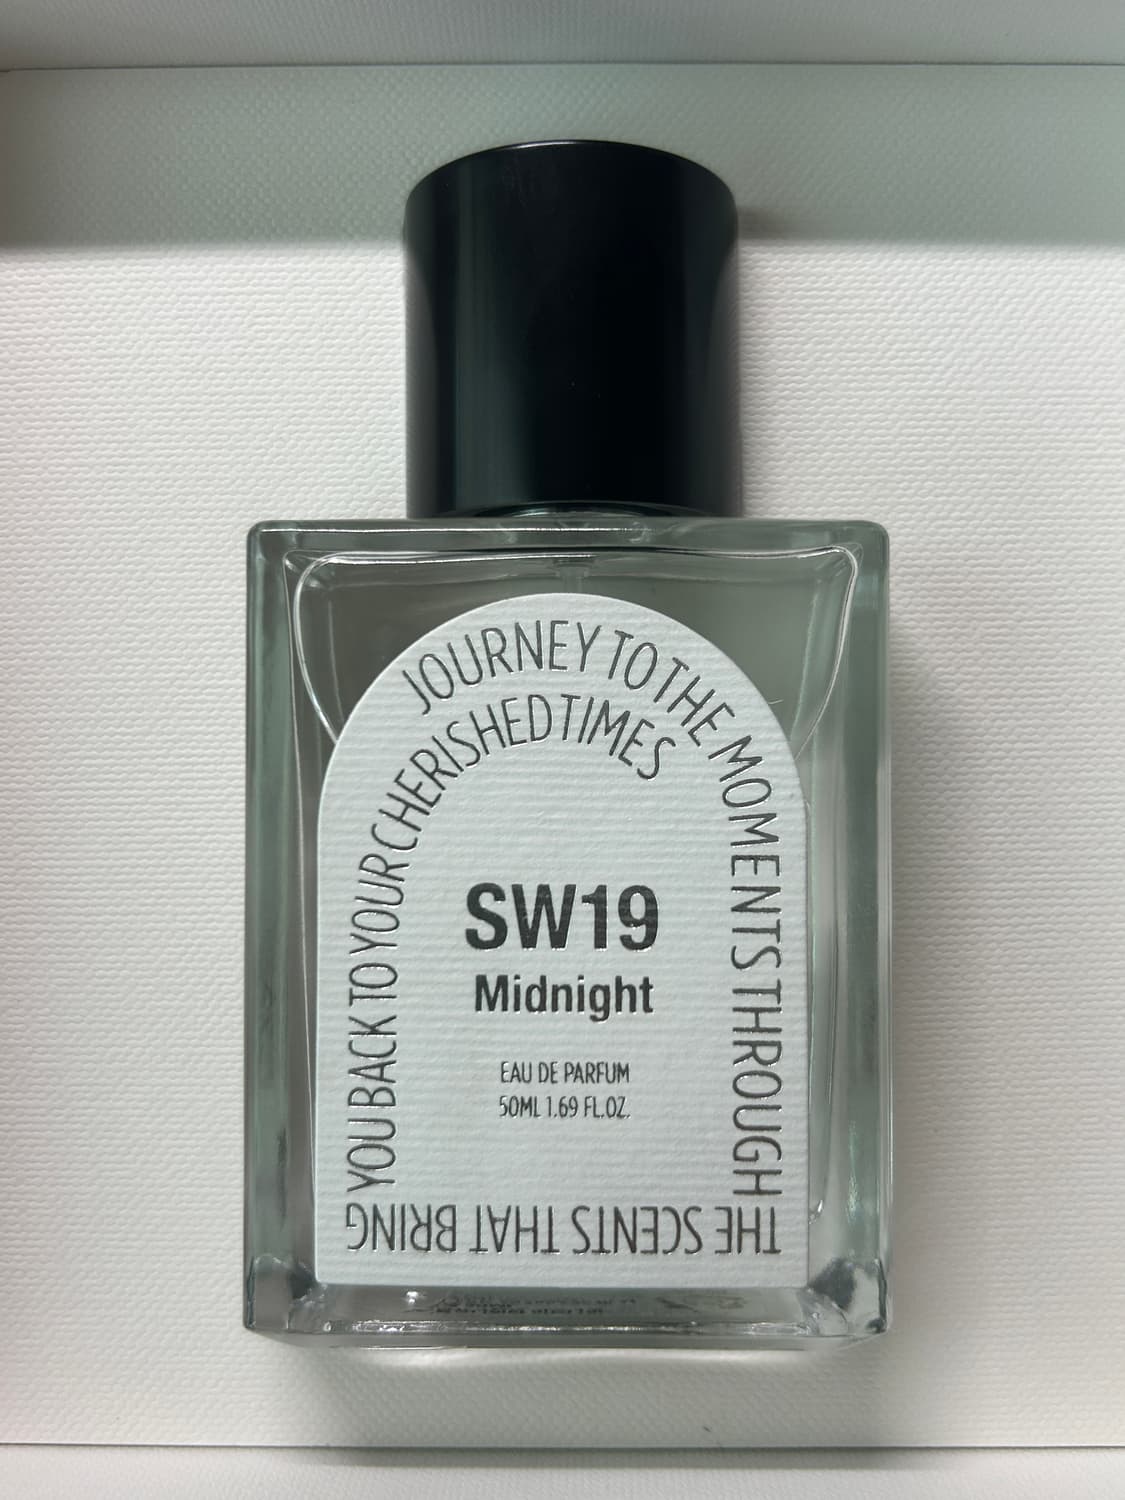 JOURNEY TO THE MOMENTS THROUGH
THE SCENTS THAT BRING
YOU BACK TO YOUR CHERISHED TIMES
SW19
Midnight
EAU DE PARFUM
50ML 1.69 FL.OZ.